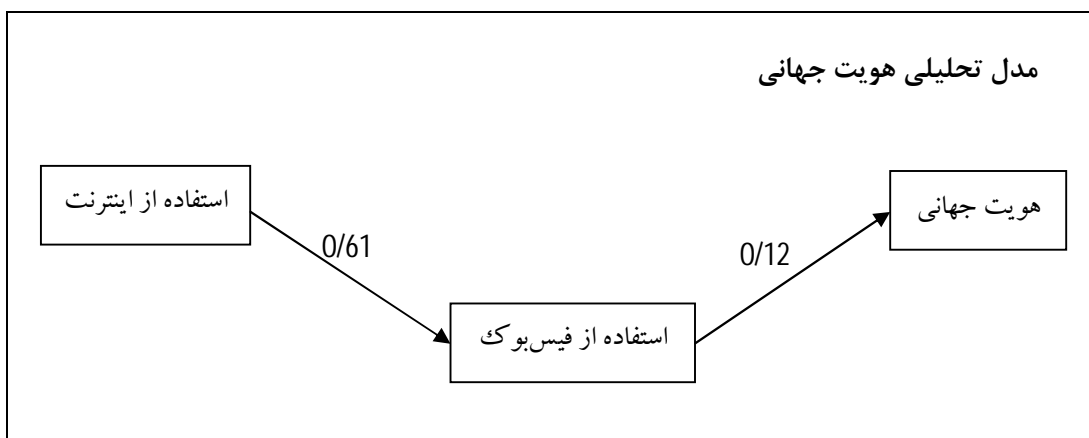 مدل تحلیلی هویت جهانی
هویت جهانی
استفاده از اینترنت
0/12
0/61
استفاده از فیس‌بوک